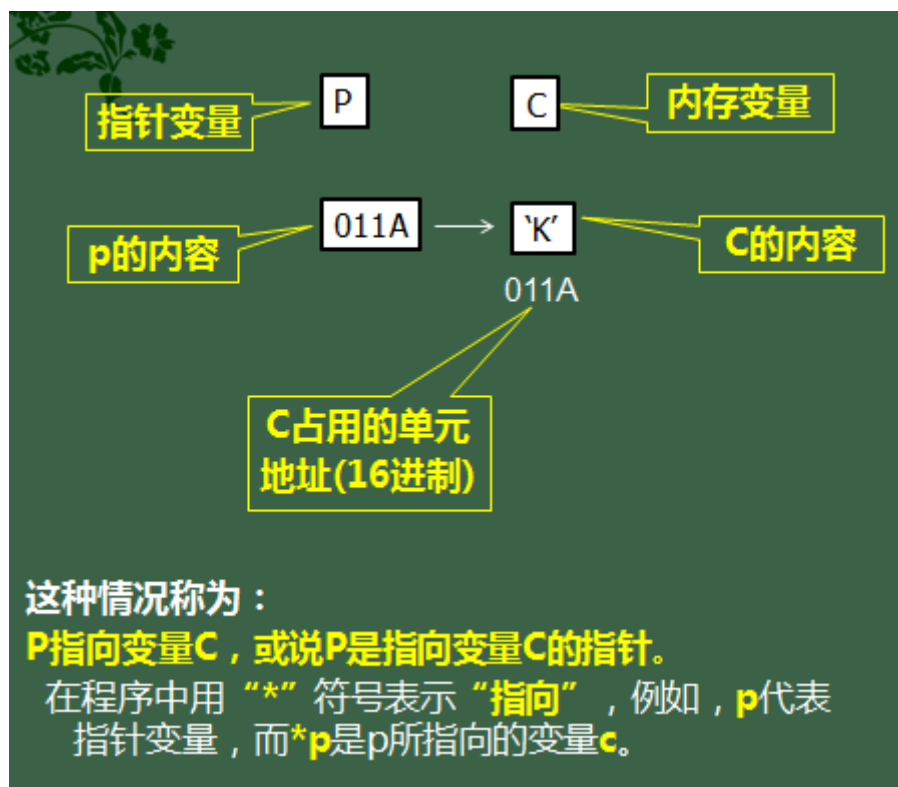 指针变量
P
C
内存变量
p的内容
011A
‘K’
C的内容
011A
C占用的单元
地址(16进制)
这种情况称为：
P指向变量C，或说P是指向变量C的指针。
在程序中用“*”符号表示“指向”，例如，p代表
指针变量，而*p是p所指向的变量c。